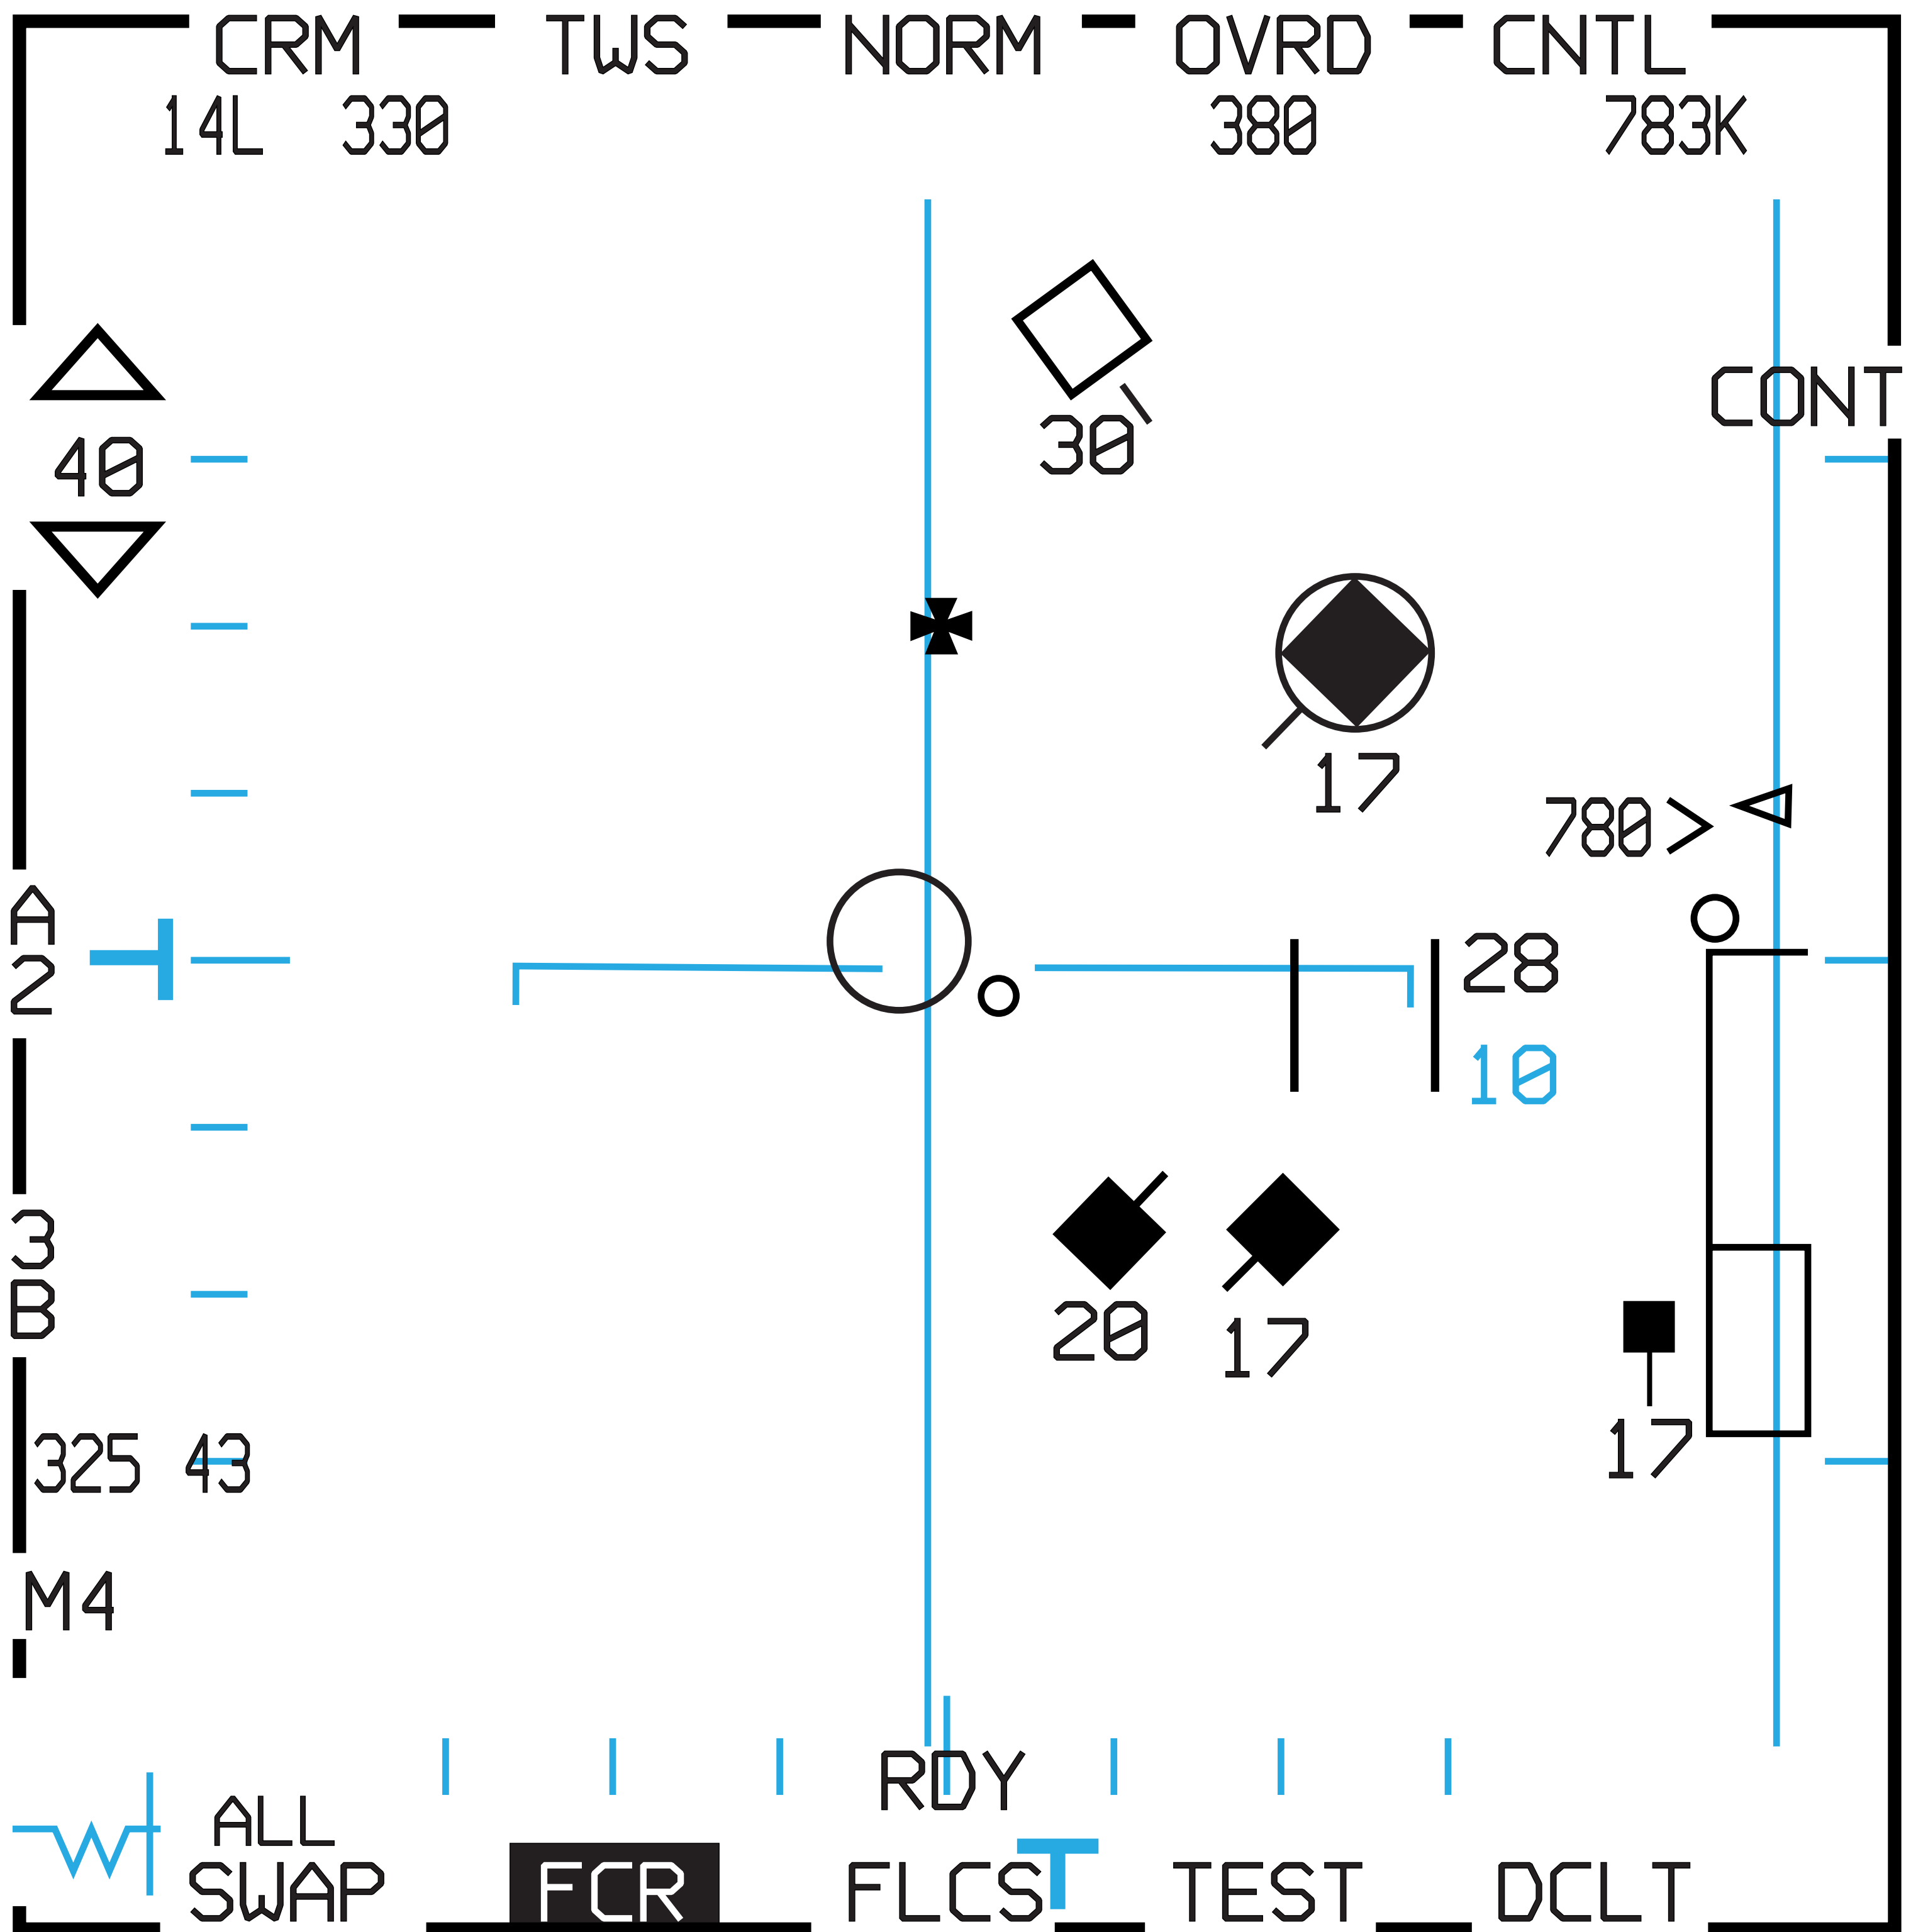 CRM TWS NORM OVRD CNTL
14L 330 380 783K
CONT
40
30
17
780
A
2
28
10
3
B
20
17
17
325 43
M4
RDY
ALL
SWAP FCR FLCS TEST DCLT